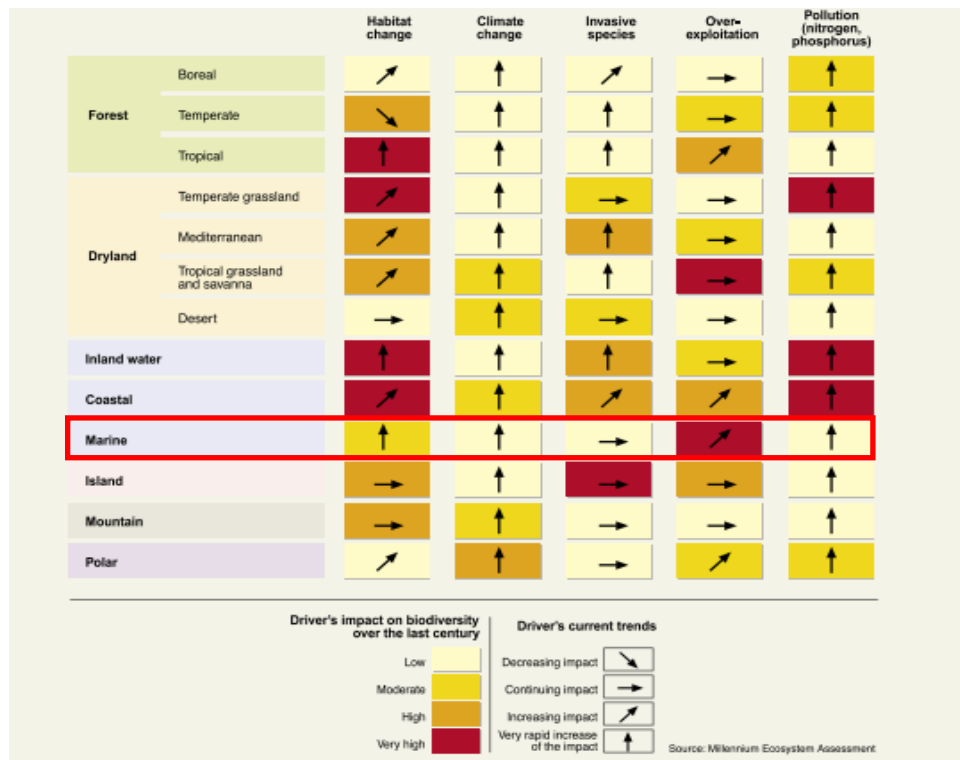 Habitat
change
Climate
change
Invasive
species
Over-
exploitation
Pollution
(nitrogen,
phosphorus)
Forest
Boreal
Temperate
Tropical
Dryland
Temperate grassland
Mediterranean
Tropical grassland
and savanna
Desert
Inland water
Coastal
Marine
Island
Mountain
Polar
Driver's impact on biodiversity
over the last century
Low
Moderate
High
Very high
Driver's current trends
Decreasing impact
Continuing impact
Increasing impact
Very rapid increase
of the impact
Source: Millennium Ecosystem Assessment